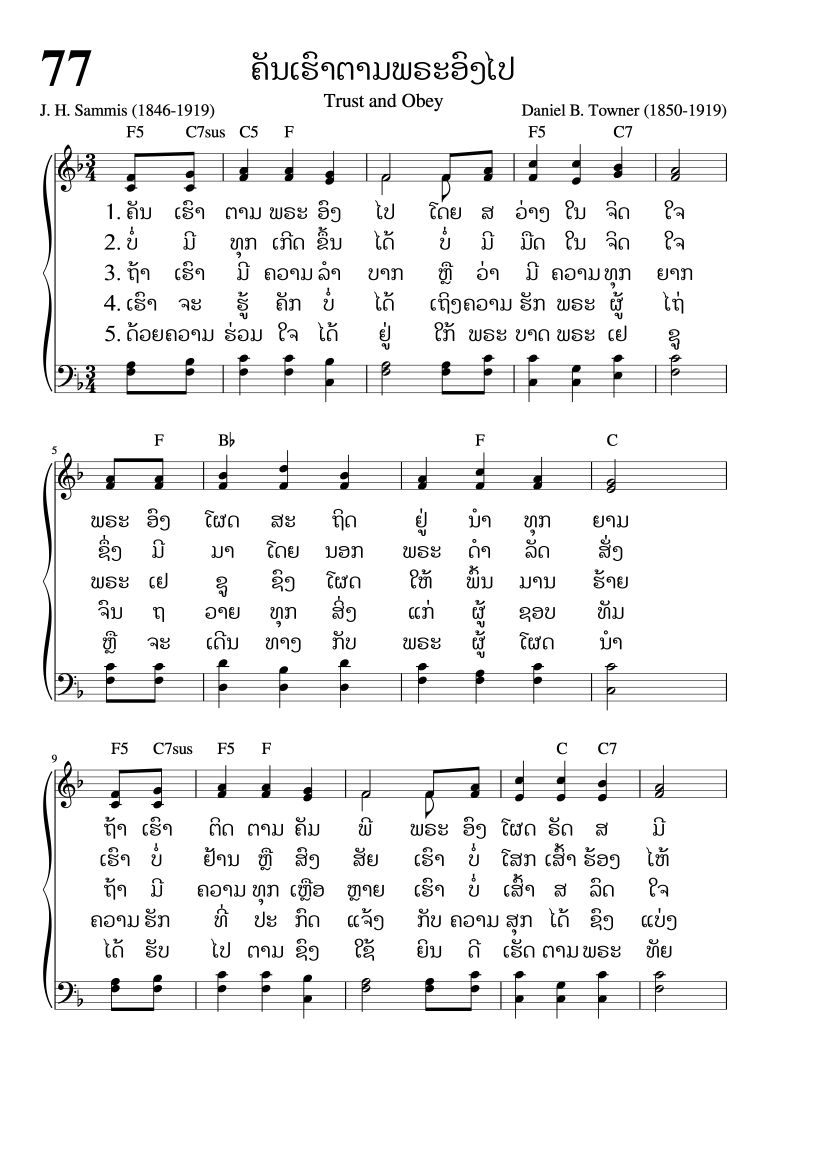 77
ຄັນເຮົາຕາມພຣະອົງໄປ
Trust and Obey
J. H. Sammis (1846-1919) Daniel B. Towner (1850-1919)
F5 C7sus C5 F F5 C7
3 4
1. ຄັນ ເຮົາ ຕາມ ພຣະ ອົງ ໄປ ໂດຍ ສ ວ່າງ ໃນ ຈິດ ໃຈ
2. ບໍ່ ມີ ທຸກ ເກີດ ຂຶ້ນ ໄດ້ ບໍ່ ມີ ມືດ ໃນ ຈິດ ໃຈ
3. ຖ້າ ເຮົາ ມີ ຄວາມ ລຳ ບາກ ຫຼື ວ່າ ມີ ຄວາມ ທຸກ ຍາກ
4. ເຮົາ ຈະ ຮູ້ ຄັກ ບໍ່ ໄດ້ ເຖິງ ຄວາມ ຮັກ ພຣະ ຜູ້ ໄຖ່
5. ດ້ວຍ ຄວາມ ຮ່ວມ ໃຈ ໄດ້ ຢູ່ ໃກ້ ພຣະ ບາດ ພຣະ ເຢ ຊູ
3 4
5 F B♭ F C
ພຣະ ອົງ ໂຜດ ສະ ຖິດ ຢູ່ ນຳ ທຸກ ຍາມ
ຊຶ່ງ ມີ ມາ ໂດຍ ນອກ ພຣະ ດຳ ລັດ ສັ່ງ
ພຣະ ເຢ ຊູ ຊົງ ໂຜດ ໃຫ້ ພົ້ນ ມານ ຮ້າຍ
ຈົນ ຖ ວາຍ ທຸກ ສິ່ງ ແກ່ ຜູ້ ຊອບ ທັມ
ຫຼື ຈະ ເດີນ ທາງ ກັບ ພຣະ ຜູ້ ໂຜດ ນຳ
9 F5 C7sus F5 F C C7
ຖ້າ ເຮົາ ຕິດ ຕາມ ຄັມ ພີ ພຣະ ອົງ ໂຜດ ຣັດ ສ ມີ
ເຮົາ ບໍ່ ຢ້ານ ຫຼື ສົງ ສັຍ ເຮົາ ບໍ່ ໂສກ ເສົ້າ ຮ້ອງ ໄຫ້
ຖ້າ ມີ ຄວາມ ທຸກ ເຫຼືອ ຫຼາຍ ເຮົາ ບໍ່ ເສົ້າ ສ ລົດ ໃຈ
ຄວາມ ຮັກ ທີ່ ປະ ກົດ ແຈ້ງ ກັບ ຄວາມ ສຸກ ໄດ້ ຊົງ ແບ່ງ
ໄດ້ ຮັບ ໄປ ຕາມ ຊົງ ໃຊ້ ຍິນ ດີ ເຮັດ ຕາມ ພຣະ ທັຍ